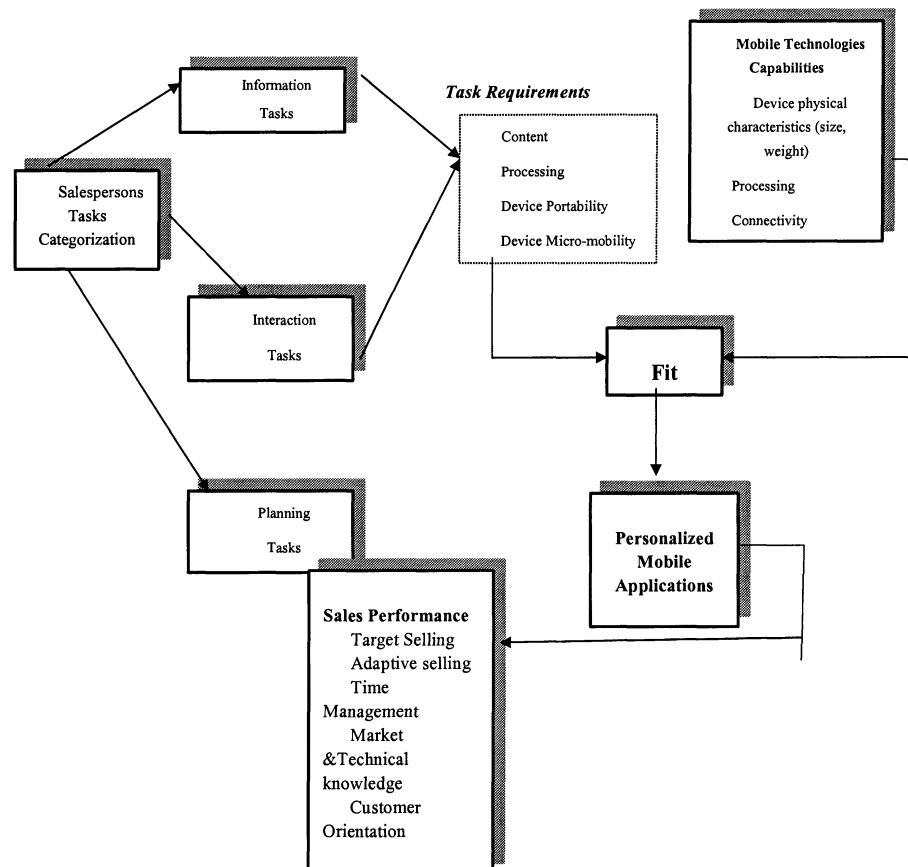 Information
Tasks
Salespersons
Tasks
Categorization
Interaction
Tasks
Planning
Tasks
Task Requirements
Content
Processing
Device Portability
Device Micro-mobility
Mobile Technologies
Capabilities
Device physical
characteristics (size,
weight)
Processing
Connectivity
Fit
Personalized
Mobile
Applications
Sales Performance
Target Selling
Adaptive selling
Time
Management
Market
&Technical
knowledge
Customer
Orientation